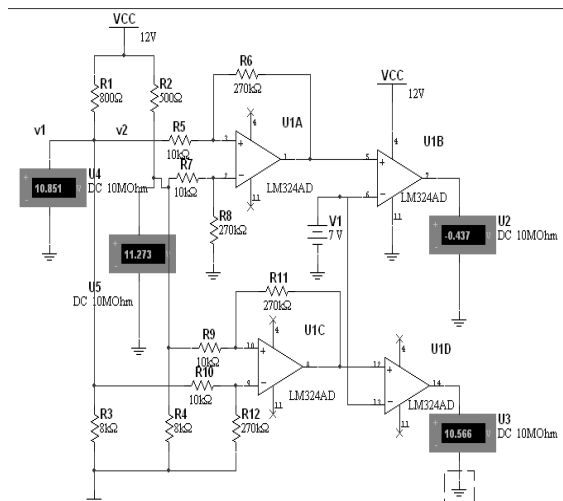 VCC
12V
R1
800Ω
R2
500Ω
R6
270kΩ
VCC
12V
v1
v2
R5
10kΩ
U1A
3
2
1
4
11
LM324AD
U1B
5
6
7
4
11
LM324AD
U4
10.851
DC 10MOhm
R7
10kΩ
R8
270kΩ
V1
7 V
U2
-0.437
DC 10MOhm
11.273
U5
DC 10MOhm
R11
270kΩ
R9
10kΩ
R10
10kΩ
U1C
10
9
8
4
11
LM324AD
U1D
12
13
14
4
11
LM324AD
R3
8kΩ
R4
8kΩ
R12
270kΩ
U3
10.566
DC 10MOhm